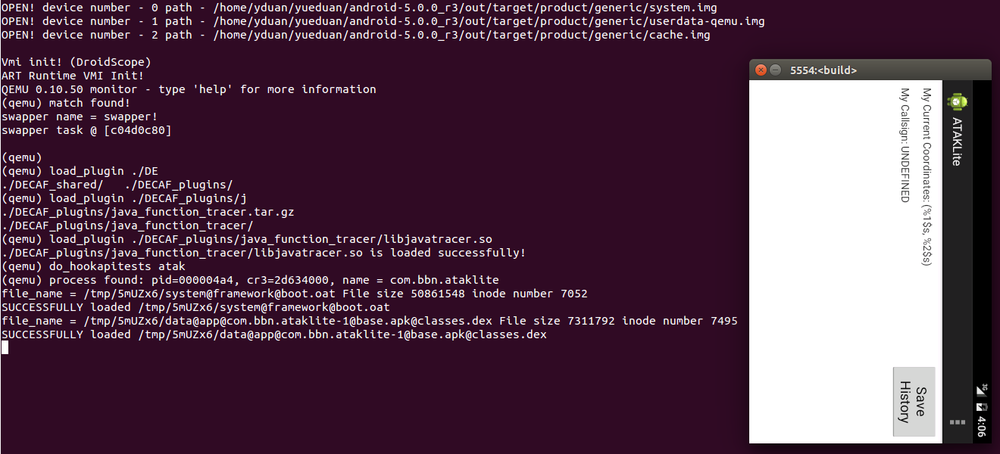 OPEN! device number - 0 path - /home/yduan/yueduan/android-5.0.0_r3/out/target/product/generic/system.img
OPEN! device number - 1 path - /home/yduan/yueduan/android-5.0.0_r3/out/target/product/generic/userdata-qemu.img
OPEN! device number - 2 path - /home/yduan/yueduan/android-5.0.0_r3/out/target/product/generic/cache.img
Vmi init! (DroidScope)
ART Runtime VMI Init!
QEMU 0.10.50 monitor - type 'help' for more information
(qemu) match found!
swapper name = swapper!
swapper task @ [c04d0c80]
(qemu)
(qemu) load_plugin ./DE
./DECAF_shared/   ./DECAF_plugins/
(qemu) load_plugin ./DECAF_plugins/j
./DECAF_plugins/java_function_tracer.tar.gz
./DECAF_plugins/java_function_tracer/
(qemu) load_plugin ./DECAF_plugins/java_function_tracer/libjavatracer.so
./DECAF_plugins/java_function_tracer/libjavatracer.so is loaded successfully!
(qemu) do_hookapitests atak
(qemu) process found: pid=000004a4, cr3=2d634000, name = com.bbn.ataklite
file_name = /tmp/5mUZx6/system@framework@boot.oat File size 50861548 inode number 7052
SUCCESSFULLY loaded /tmp/5mUZx6/system@framework@boot.oat
file_name = /tmp/5mUZx6/data@app@com.bbn.ataklite-1@base.apk@classes.dex File size 7311792 inode number 7495
SUCCESSFULLY loaded /tmp/5mUZx6/data@app@com.bbn.ataklite-1@base.apk@classes.dex
5554:<build>
3G 4:06
ATAKLite
My Current Coordinates: (%1$s, %2$s)
My Callsign: UNDEFINED
Save
History